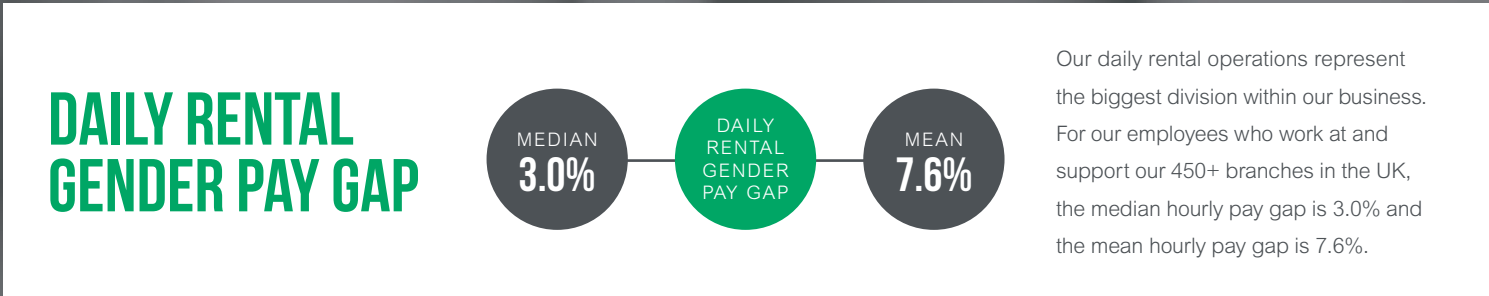 DAILY RENTAL
GENDER PAY GAP
MEDIAN
3.0%
DAILY
RENTAL
GENDER
PAY GAP
MEAN
7.6%
Our daily rental operations represent
the biggest division within our business.
For our employees who work at and
support our 450+ branches in the UK,
the median hourly pay gap is 3.0% and
the mean hourly pay gap is 7.6%.